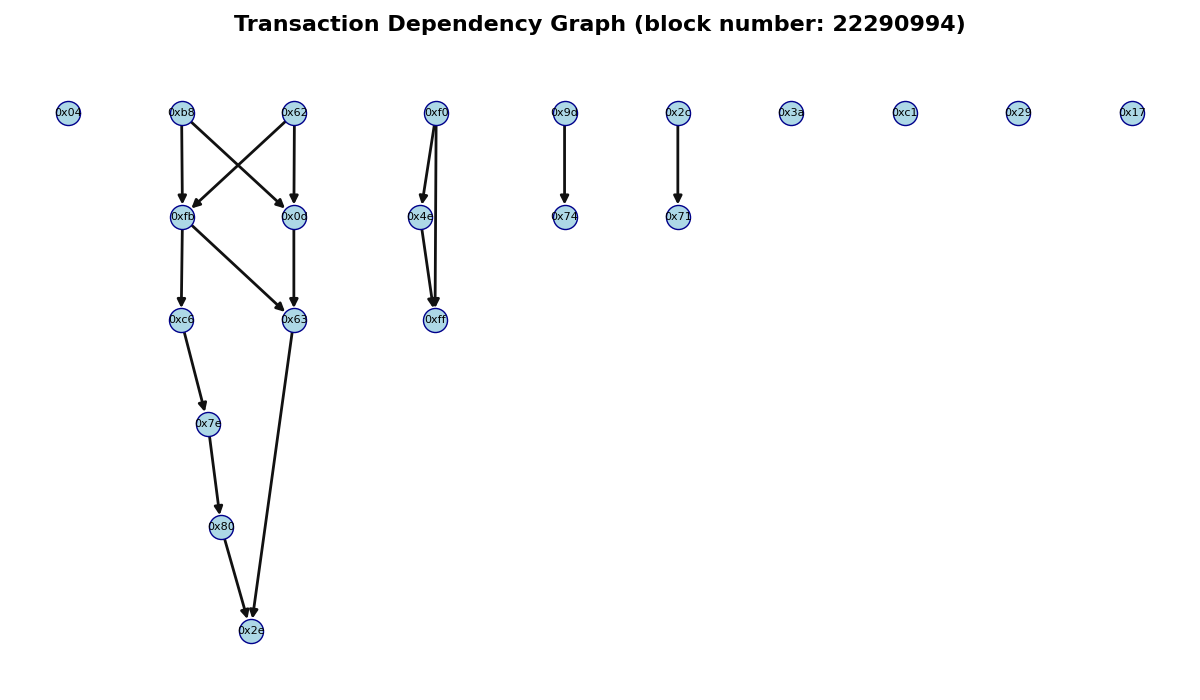 Transaction Dependency Graph (block number: 22290994)
0x04
0xb8
0x62
0xf0
0x9d
0x2c
0x3a
0xc1
0x29
0x17
0xfb
0x0d
0x4e
0x74
0x71
0xc6
0x63
0xff
0x7e
0x80
0x2e